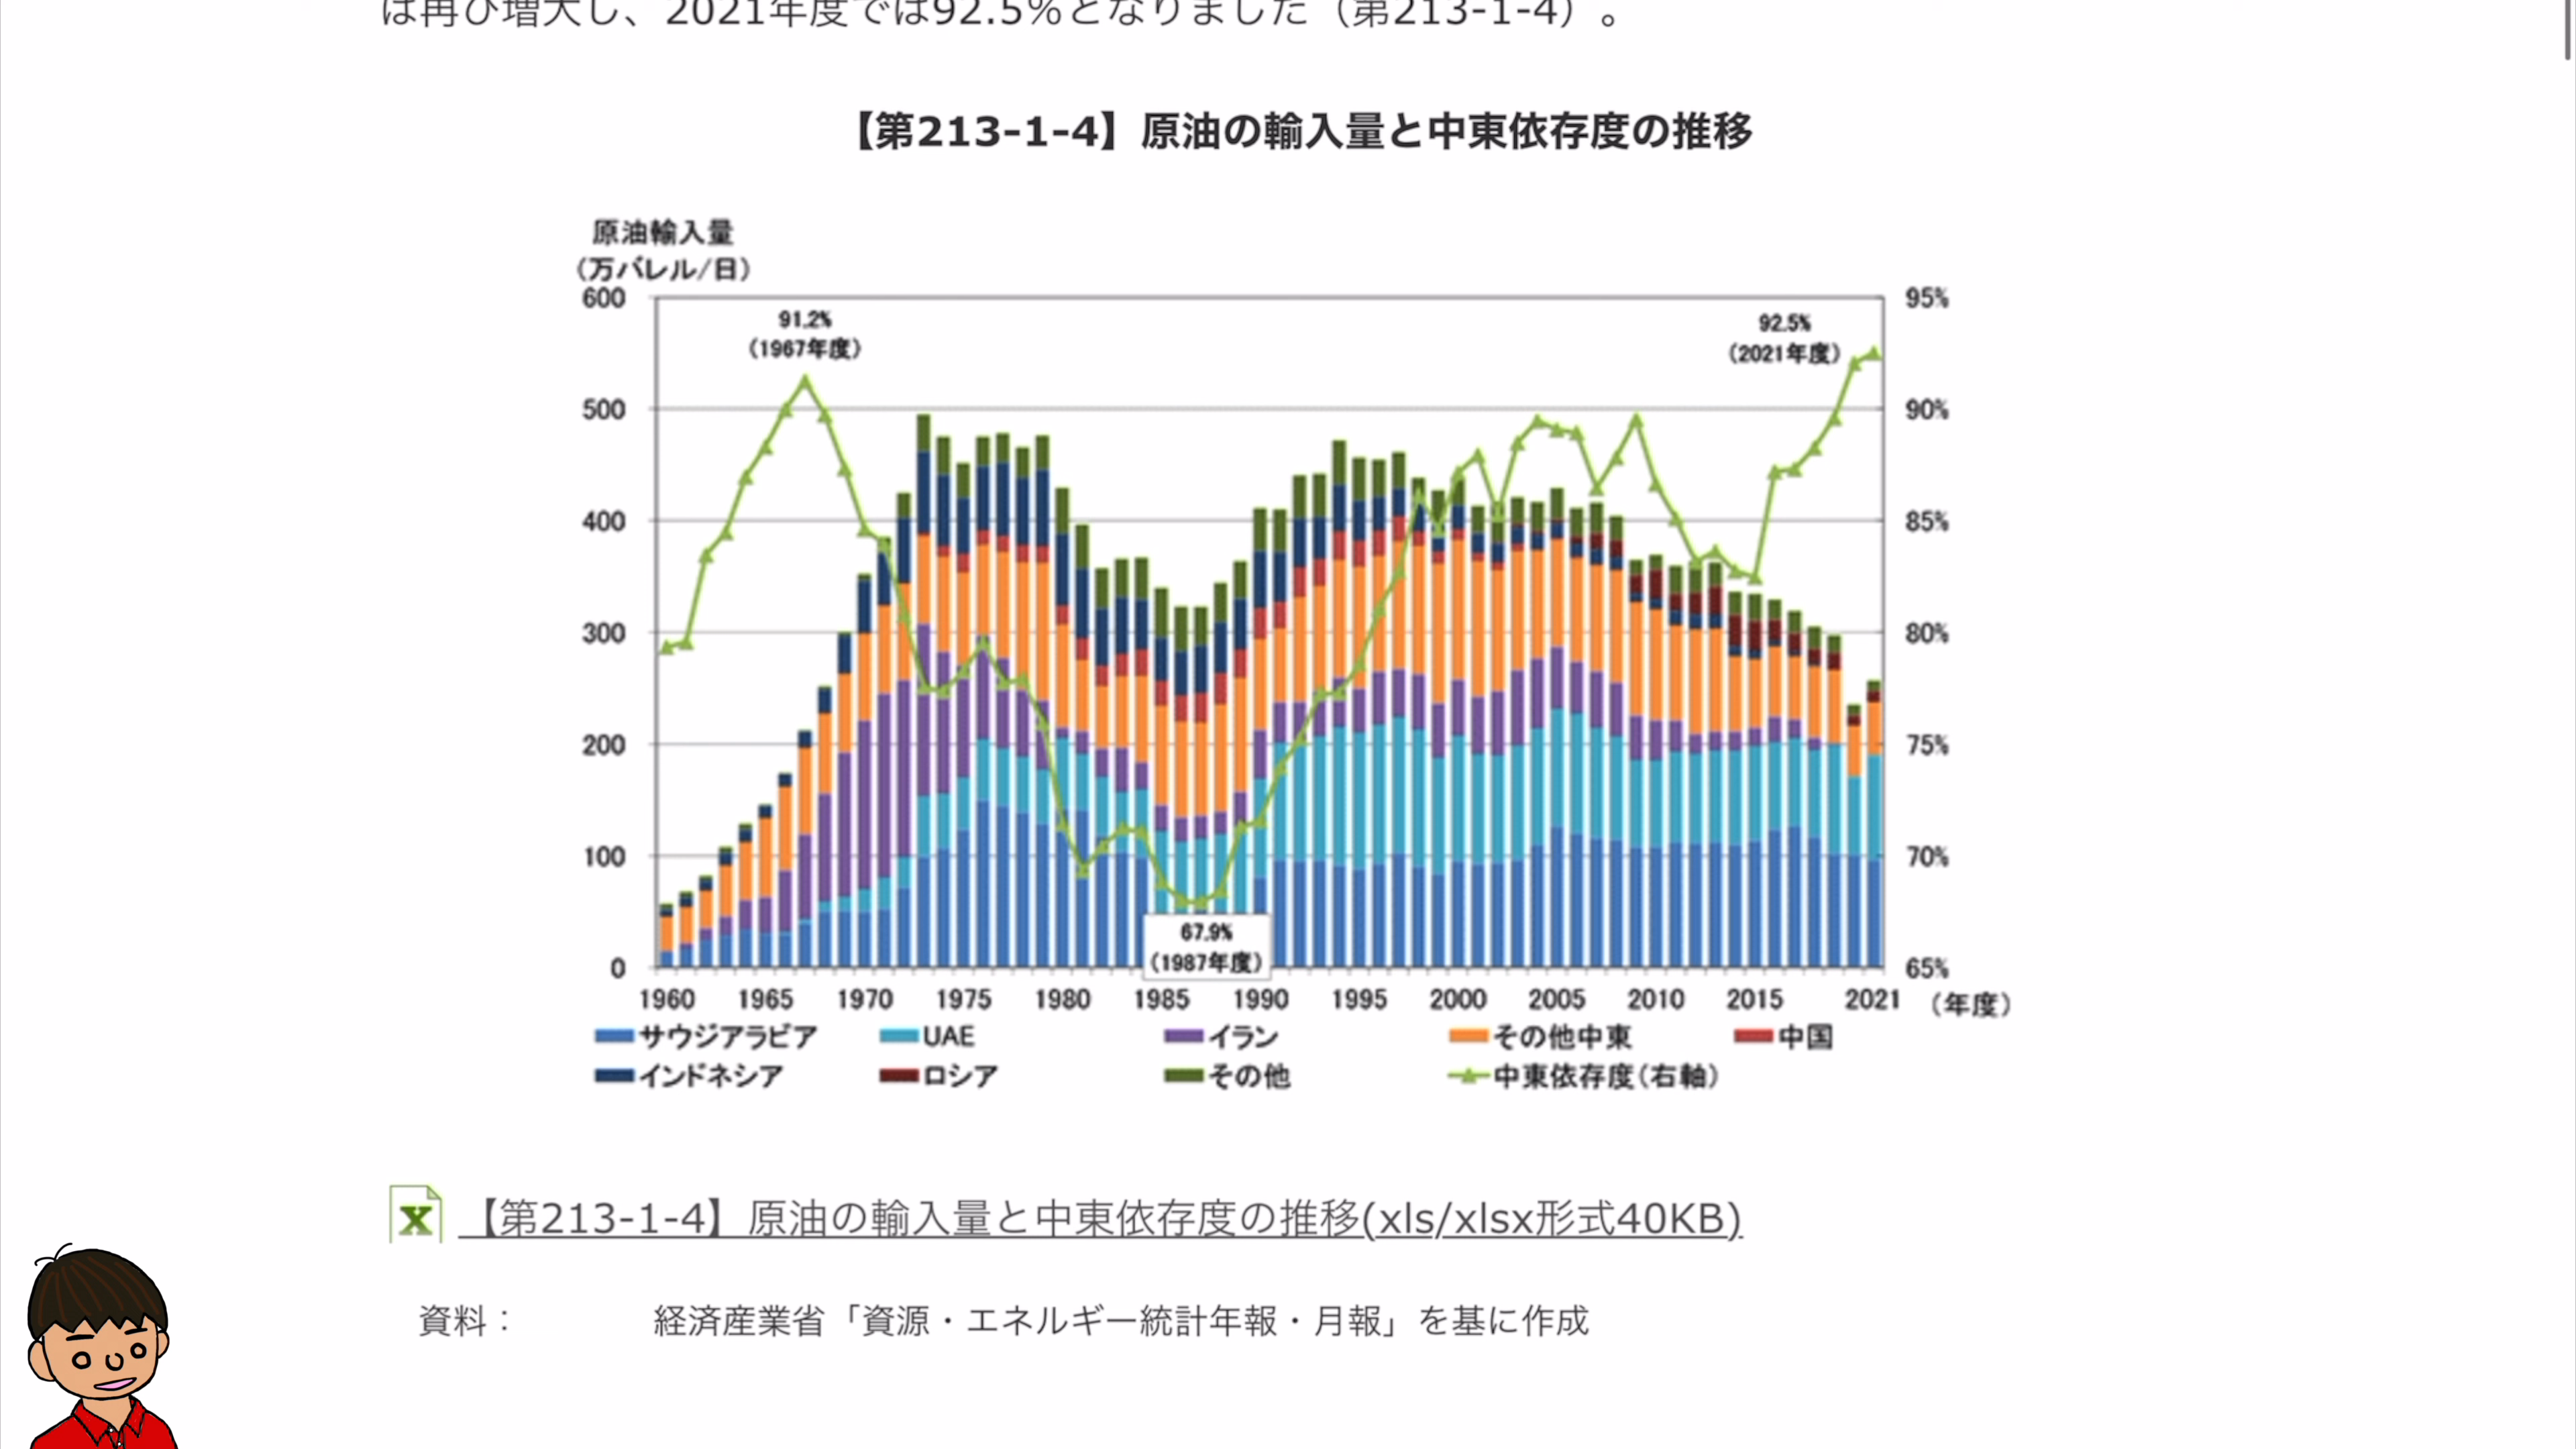 は再び増大し、2021年度では92.5%となりました（第213-1-4）。
【第213-1-4】原油の輸入量と中東依存度の推移
原油輸入量
（万バレル/日）
600
500
400
300
200
100
0
95%
90%
85%
80%
75%
70%
65%
91.2%
（1967年度）
92.5%
（2021年度）
67.9%
（1987年度）
1960 1965 1970 1975 1980 1985 1990 1995 2000 2005 2010 2015 2021 （年度）
サウジアラビア UAE イラン その他中東 中国
インドネシア ロシア その他 中東依存度（右軸）
【第213-1-4】原油の輸入量と中東依存度の推移(xls/xlsx形式40KB)
資料： 経済産業省「資源・エネルギー統計年報・月報」を基に作成